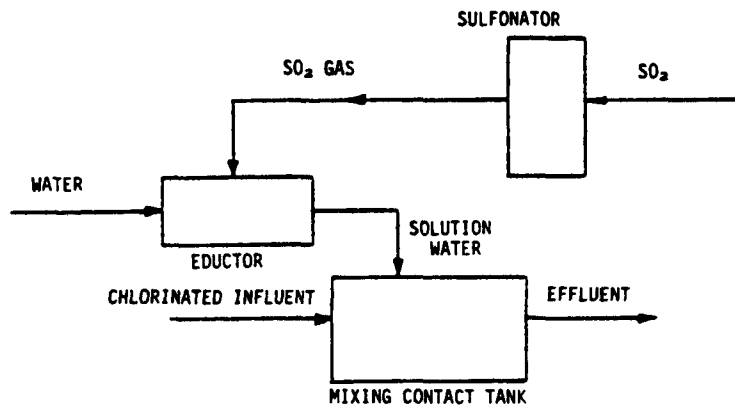 SULFONATOR
SO₂ GAS
SO₂
WATER
EDUCTOR
SOLUTION
WATER
CHLORINATED INFLUENT
EFFLUENT
MIXING CONTACT TANK